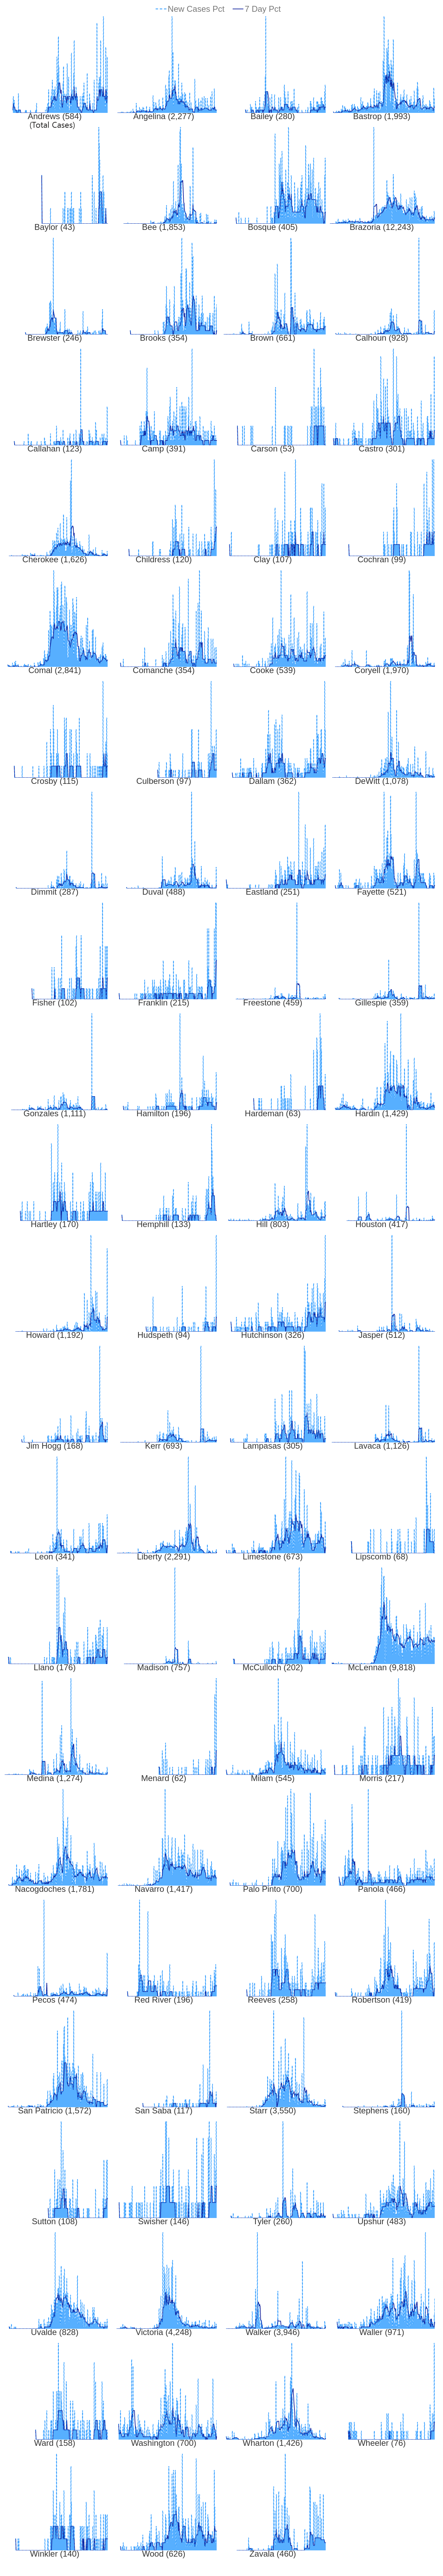 New Cases Pct 7 Day Pct
Andrews (584) Angelina (2,277) Bailey (280) Bastrop (1,993)
(Total Cases)
Baylor (43) Bee (1,853) Bosque (405) Brazoria (12,243)
Brewster (246) Brooks (354) Brown (661) Calhoun (928)
Callahan (123) Camp (391) Carson (53) Castro (301)
Cherokee (1,626) Childress (120) Clay (107) Cochran (99)
Comal (2,841) Comanche (354) Cooke (539) Coryell (1,970)
Crosby (115) Culberson (97) Dallam (362) DeWitt (1,078)
Dimmit (287) Duval (488) Eastland (251) Fayette (521)
Fisher (102) Franklin (215) Freestone (459) Gillespie (359)
Gonzales (1,111) Hamilton (196) Hardeman (63) Hardin (1,429)
Hartley (170) Hemphill (133) Hill (803) Houston (417)
Howard (1,192) Hudspeth (94) Hutchinson (326) Jasper (512)
Jim Hogg (168) Kerr (693) Lampasas (305) Lavaca (1,126)
Leon (341) Liberty (2,291) Limestone (673) Lipscomb (68)
Llano (176) Madison (757) McCulloch (202) McLennan (9,818)
Medina (1,274) Menard (62) Milam (545) Morris (217)
Nacogdoches (1,781) Navarro (1,417) Palo Pinto (700) Panola (466)
Pecos (474) Red River (196) Reeves (258) Robertson (419)
San Patricio (1,572) San Saba (117) Starr (3,550) Stephens (160)
Sutton (108) Swisher (146) Tyler (260) Upshur (483)
Uvalde (828) Victoria (4,248) Walker (3,946) Waller (971)
Ward (158) Washington (700) Wharton (1,426) Wheeler (76)
Winkler (140) Wood (626) Zavala (460)